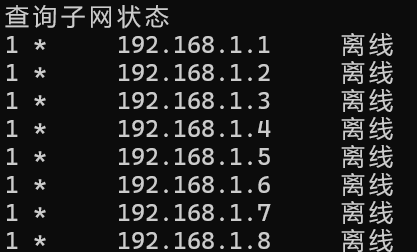 查询子网状态
1 * 192.168.1.1 离线
1 * 192.168.1.2 离线
1 * 192.168.1.3 离线
1 * 192.168.1.4 离线
1 * 192.168.1.5 离线
1 * 192.168.1.6 离线
1 * 192.168.1.7 离线
1 * 192.168.1.8 离线